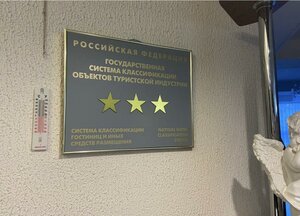 РОССИЙСКАЯ ФЕДЕРАЦИЯ
ГОСУДАРСТВЕННАЯ
СИСТЕМА КЛАССИФИКАЦИИ
ОБЪЕКТОВ ТУРИСТСКОЙ ИНДУСТРИИ
СИСТЕМА КЛАССИФИКАЦИИ
ГОСТИНИЦ И ИНЫХ
СРЕДСТВ РАЗМЕЩЕНИЯ